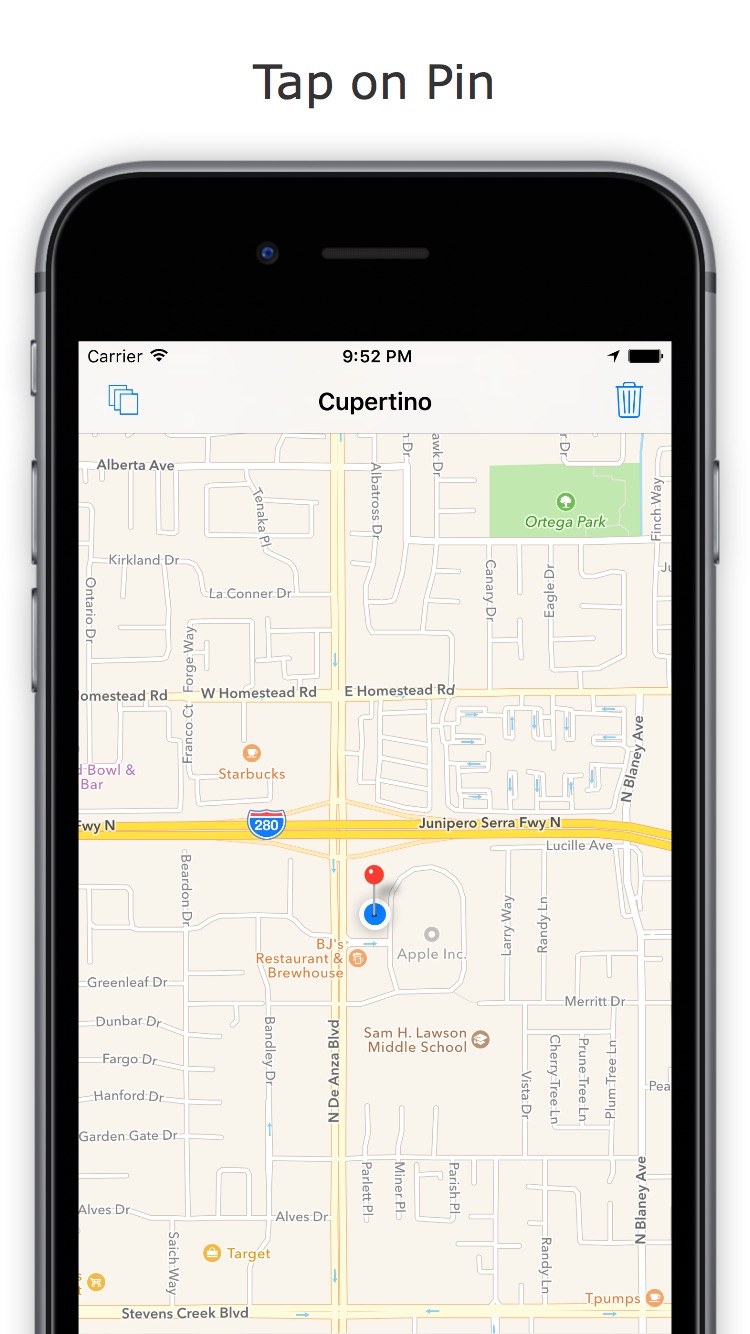 Tap on Pin
Carrier
9:52 PM
Cupertino
Alberta Ave
Tenaka Pl
Albatross Dr
Dr
awk Dr
r Dr
Ortega Park
Finch Way
Kirkland Dr
La Conner Dr
Ontario Dr
Forge Way
Canary Dr
Eagle Dr
Ju
omestead Rd
W Homestead Rd
E Homestead Rd
Franco Ct
Starbucks
d Bowl &
Bar
N Blaney Ave
Fwy N
280
Junipero Serra Fwy N
Lucille Ave
Beardon Dr
Larry Way
Randy Ln
BJ's
Restaurant &
Brewhouse
Apple Inc.
Greenleaf Dr
Merritt Dr
Dunbar Dr
Bandley Dr
N De Anza Blvd
Sam H. Lawson
Middle School
Fargo Dr
Cherry Tree Ln
Prune Tree Ln
Plum Tree Ln
Vista Dr
Pea
Hanford Dr
Garden Gate Dr
Parlett Pl
Miner Pl
Parish Pl
N Blaney Ave
Alves Dr
Alves Dr
Saich Way
Target
Randy Ln
s
t
Tpumps
Stevens Creek Blvd